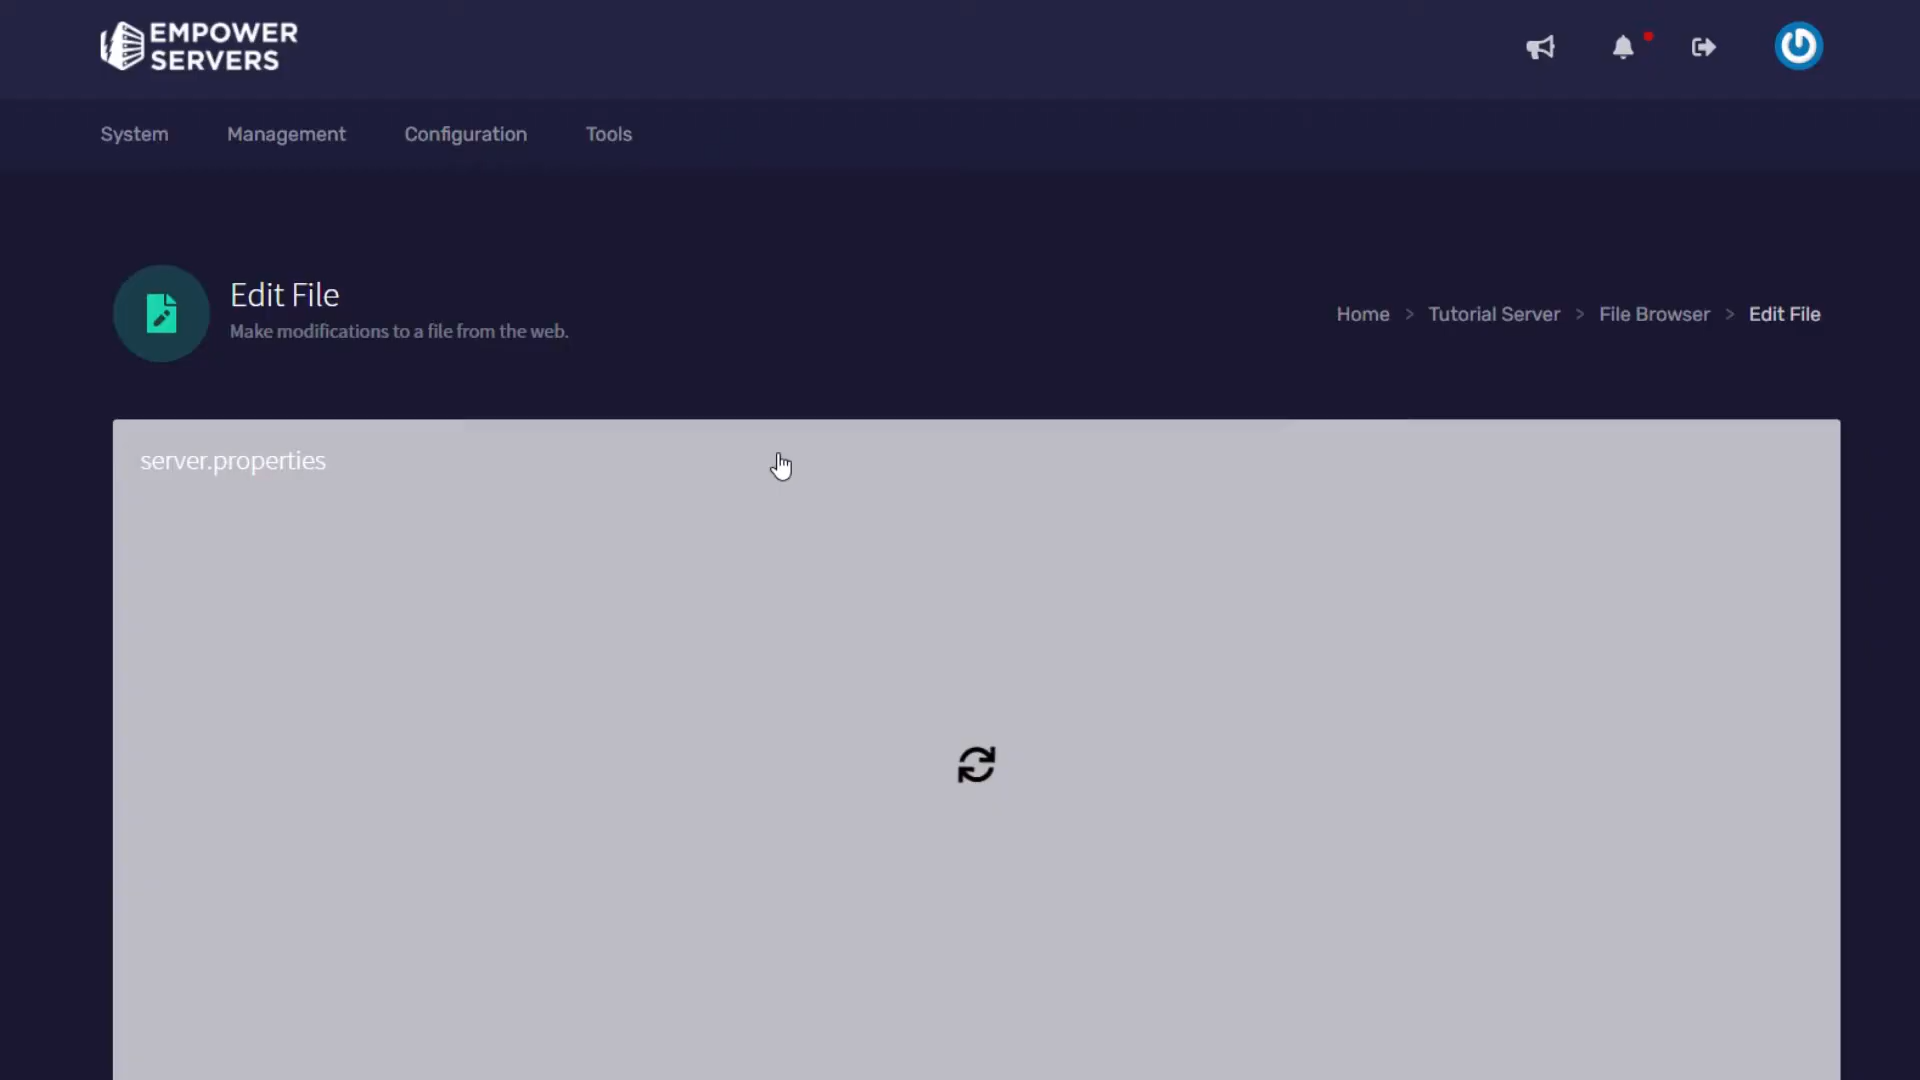 EMPOWER
SERVERS
System Management Configuration Tools
Edit File
Make modifications to a file from the web.
Home > Tutorial Server > File Browser > Edit File
server.properties